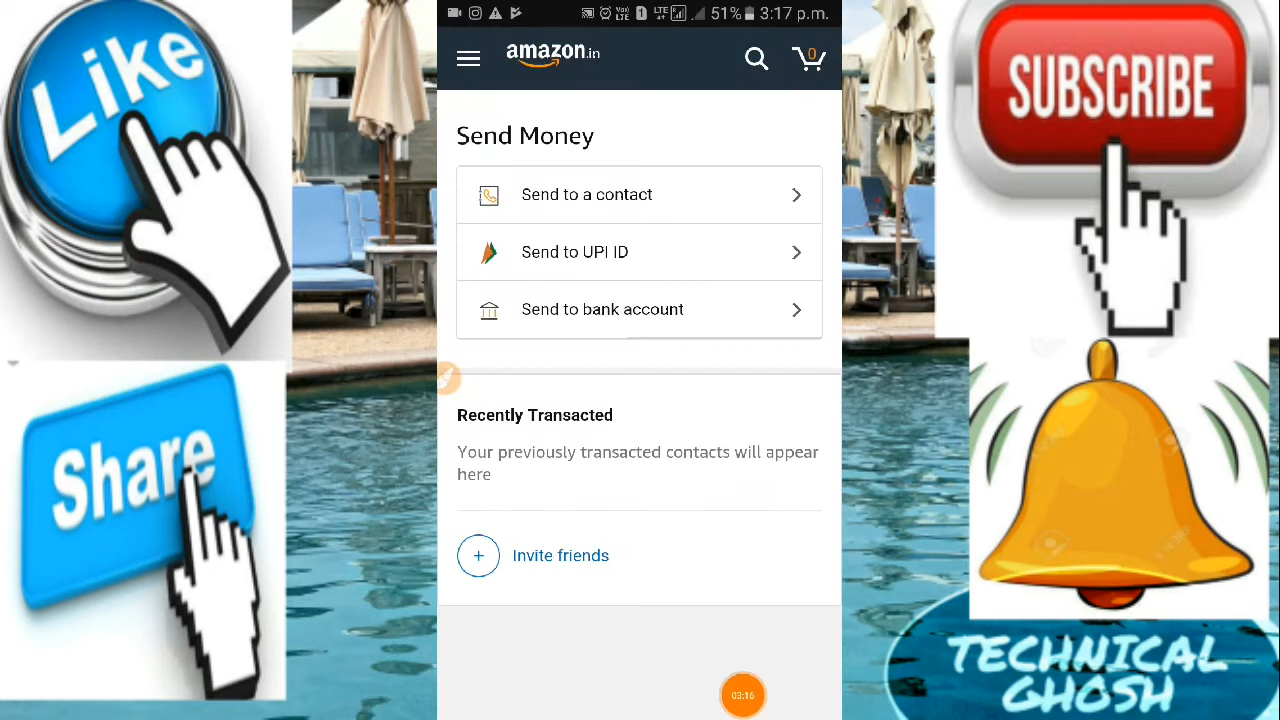 Like
Share
LTE 51% 3:17 p.m.
amazon.in
0
Send Money
Send to a contact
Send to UPI ID
Send to bank account
Recently Transacted
Your previously transacted contacts will appear
here
+ Invite friends
03:16
SUBSCRIBE
TECHNICAL
GHOSH